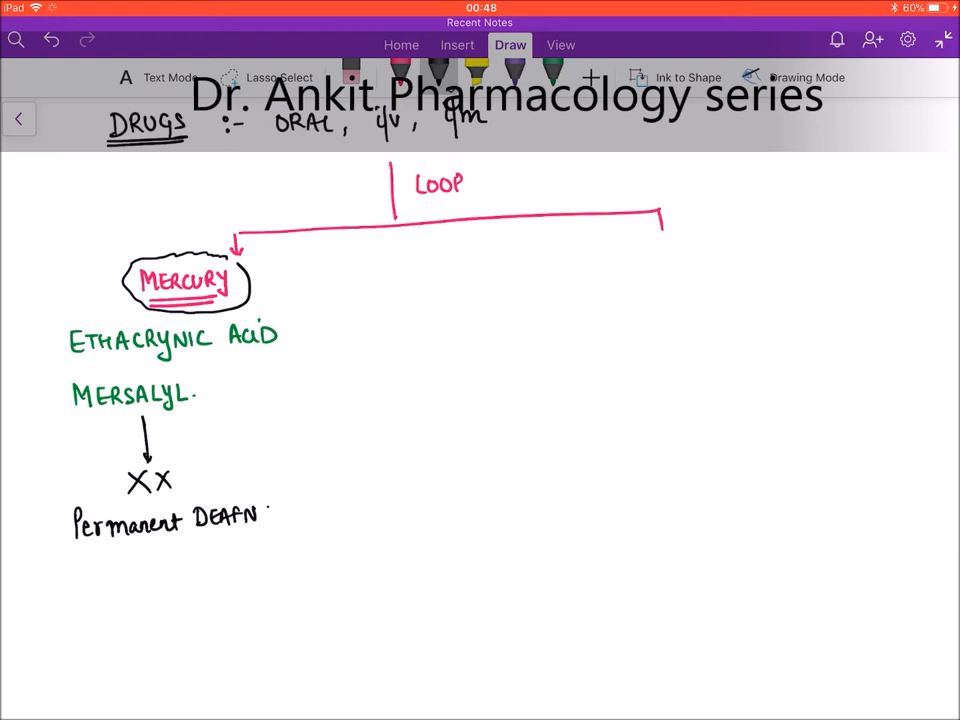 iPad 00:48 60%
Recent Notes
Home Insert Draw View
A Text Mode Lasso Select Ink to Shape Drawing Mode
Dr. Ankit Pharmacology series
DRUGS :- ORAL, i/v, i/m
LOOP
MERCURY
ETHACRYNIC ACiD
MERSALYL.
XX
Permanent DEAFN